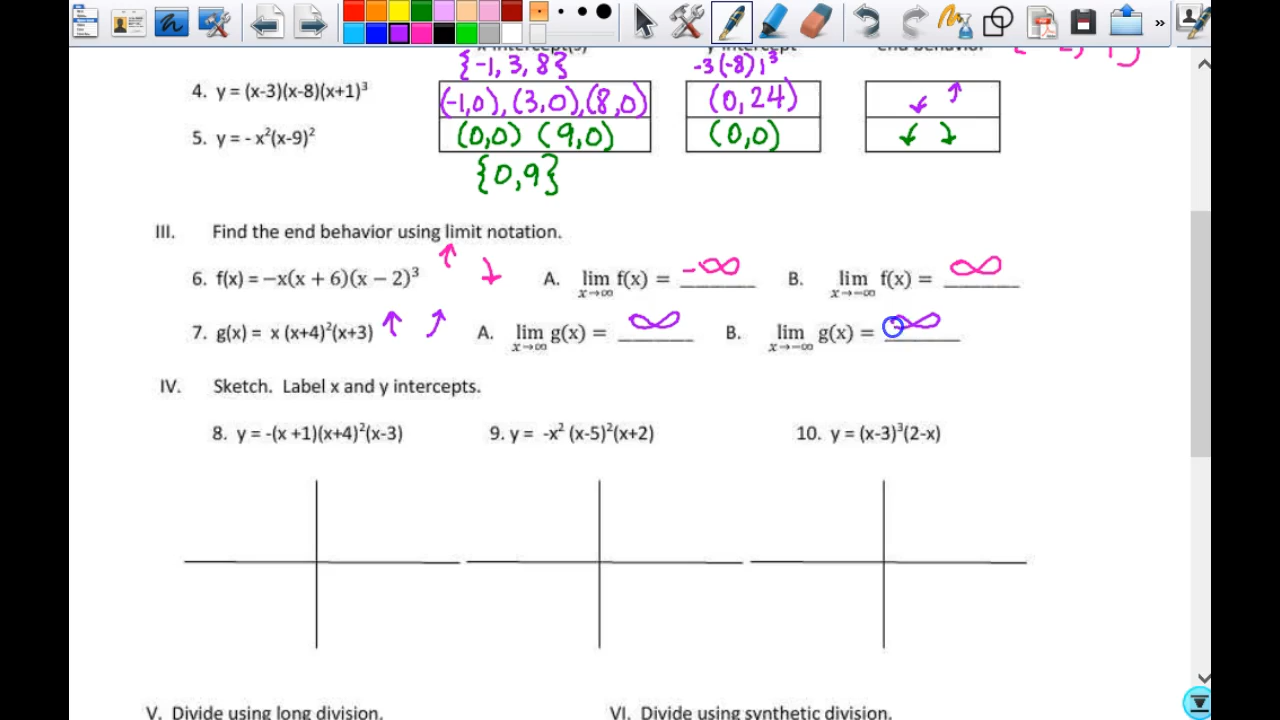 {-1, 3, 8} -3(-8)1³
4. y = (x-3)(x-8)(x+1)³ (-1,0), (3,0), (8,0) (0,24) ↙ ↗
5. y = - x²(x-9)² (0,0) (9,0) (0,0) ↙ ↘
{0,9}
III. Find the end behavior using limit notation.
6. f(x) = −x(x + 6)(x − 2)³ ↑ ↘ A. lim x→∞ f(x) = -∞ B. lim x→−∞ f(x) = ∞
7. g(x) = x (x+4)²(x+3) ↑ ↗ A. lim x→∞ g(x) = ∞ B. lim x→−∞ g(x) = ∞
IV. Sketch. Label x and y intercepts.
8. y = -(x +1)(x+4)²(x-3) 9. y = -x² (x-5)²(x+2) 10. y = (x-3)³(2-x)
V. Divide using long division. VI. Divide using synthetic division.